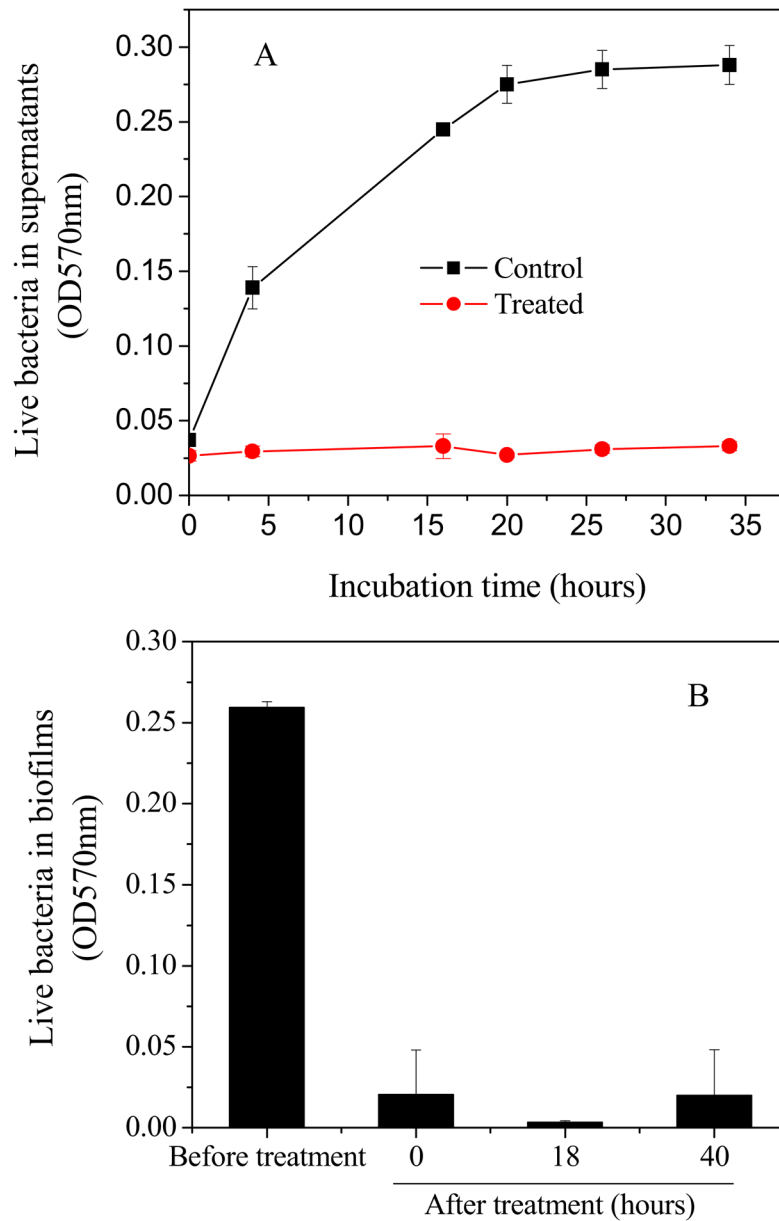 A
0.30
0.25
0.20
0.15
0.10
0.05
0.00
Live bacteria in supernatants
(OD570nm)
Control
Treated
0 5 10 15 20 25 30 35
Incubation time (hours)
B
0.30
0.25
0.20
0.15
0.10
0.05
0.00
Live bacteria in biofilms
(OD570nm)
Before treatment 0 18 40
After treatment (hours)